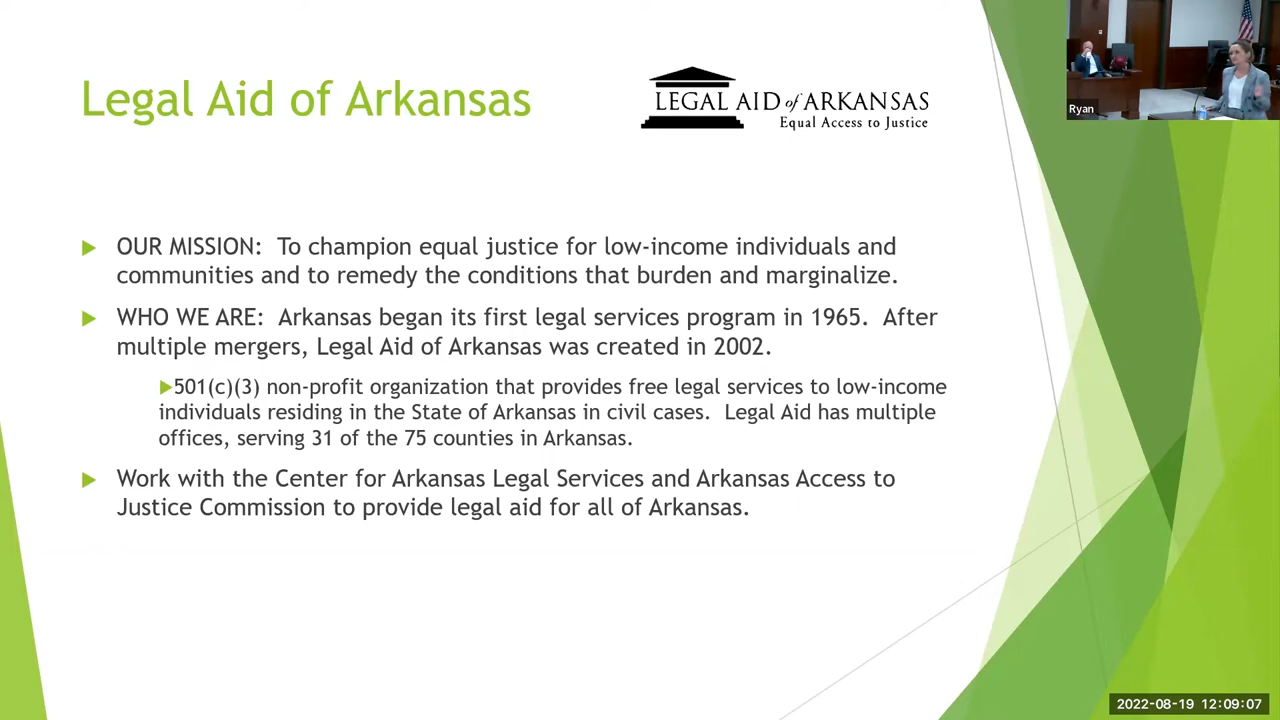 Legal Aid of Arkansas
LEGAL AID of ARKANSAS
Equal Access to Justice
Ryan
OUR MISSION:  To champion equal justice for low-income individuals and
communities and to remedy the conditions that burden and marginalize.
WHO WE ARE:  Arkansas began its first legal services program in 1965.  After
multiple mergers, Legal Aid of Arkansas was created in 2002.
501(c)(3) non-profit organization that provides free legal services to low-income
individuals residing in the State of Arkansas in civil cases.  Legal Aid has multiple
offices, serving 31 of the 75 counties in Arkansas.
Work with the Center for Arkansas Legal Services and Arkansas Access to
Justice Commission to provide legal aid for all of Arkansas.
2022-08-19 12:09:07